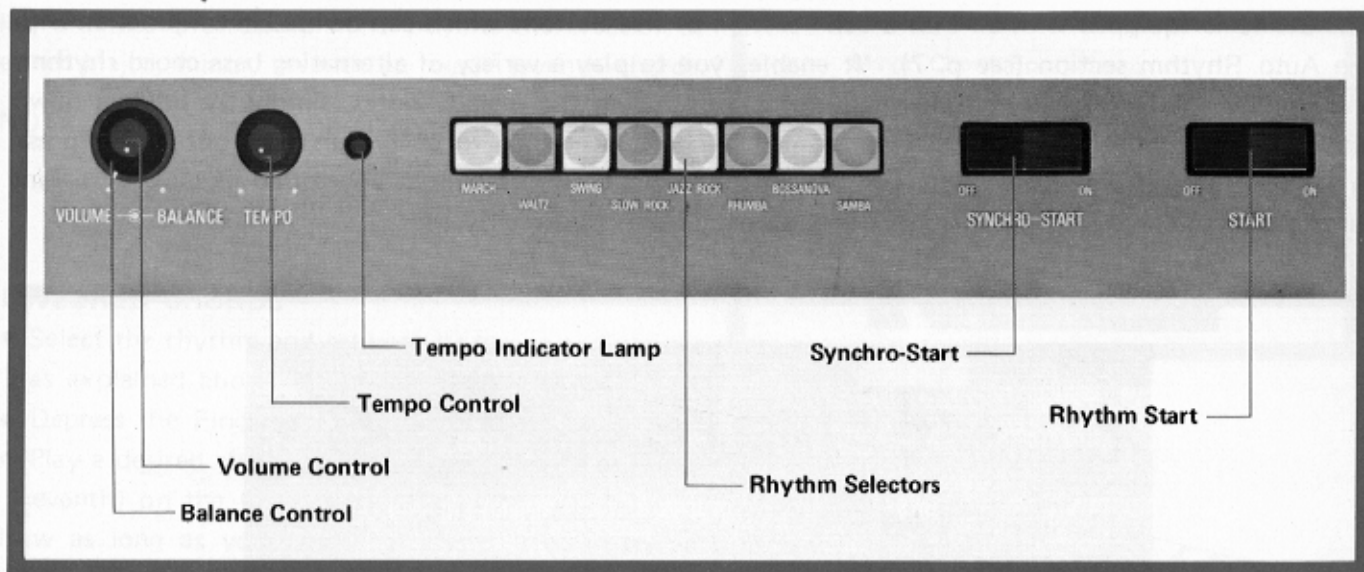 MARCH SWING JAZZ ROCK BOSSANOVA
WALTZ SLOW ROCK RHUMBA SAMBA
OFF ON
SYNCHRO-START
OFF ON
START
VOLUME BALANCE TEMPO
Tempo Indicator Lamp
Synchro-Start
Tempo Control
Rhythm Start
Volume Control
Rhythm Selectors
Balance Control